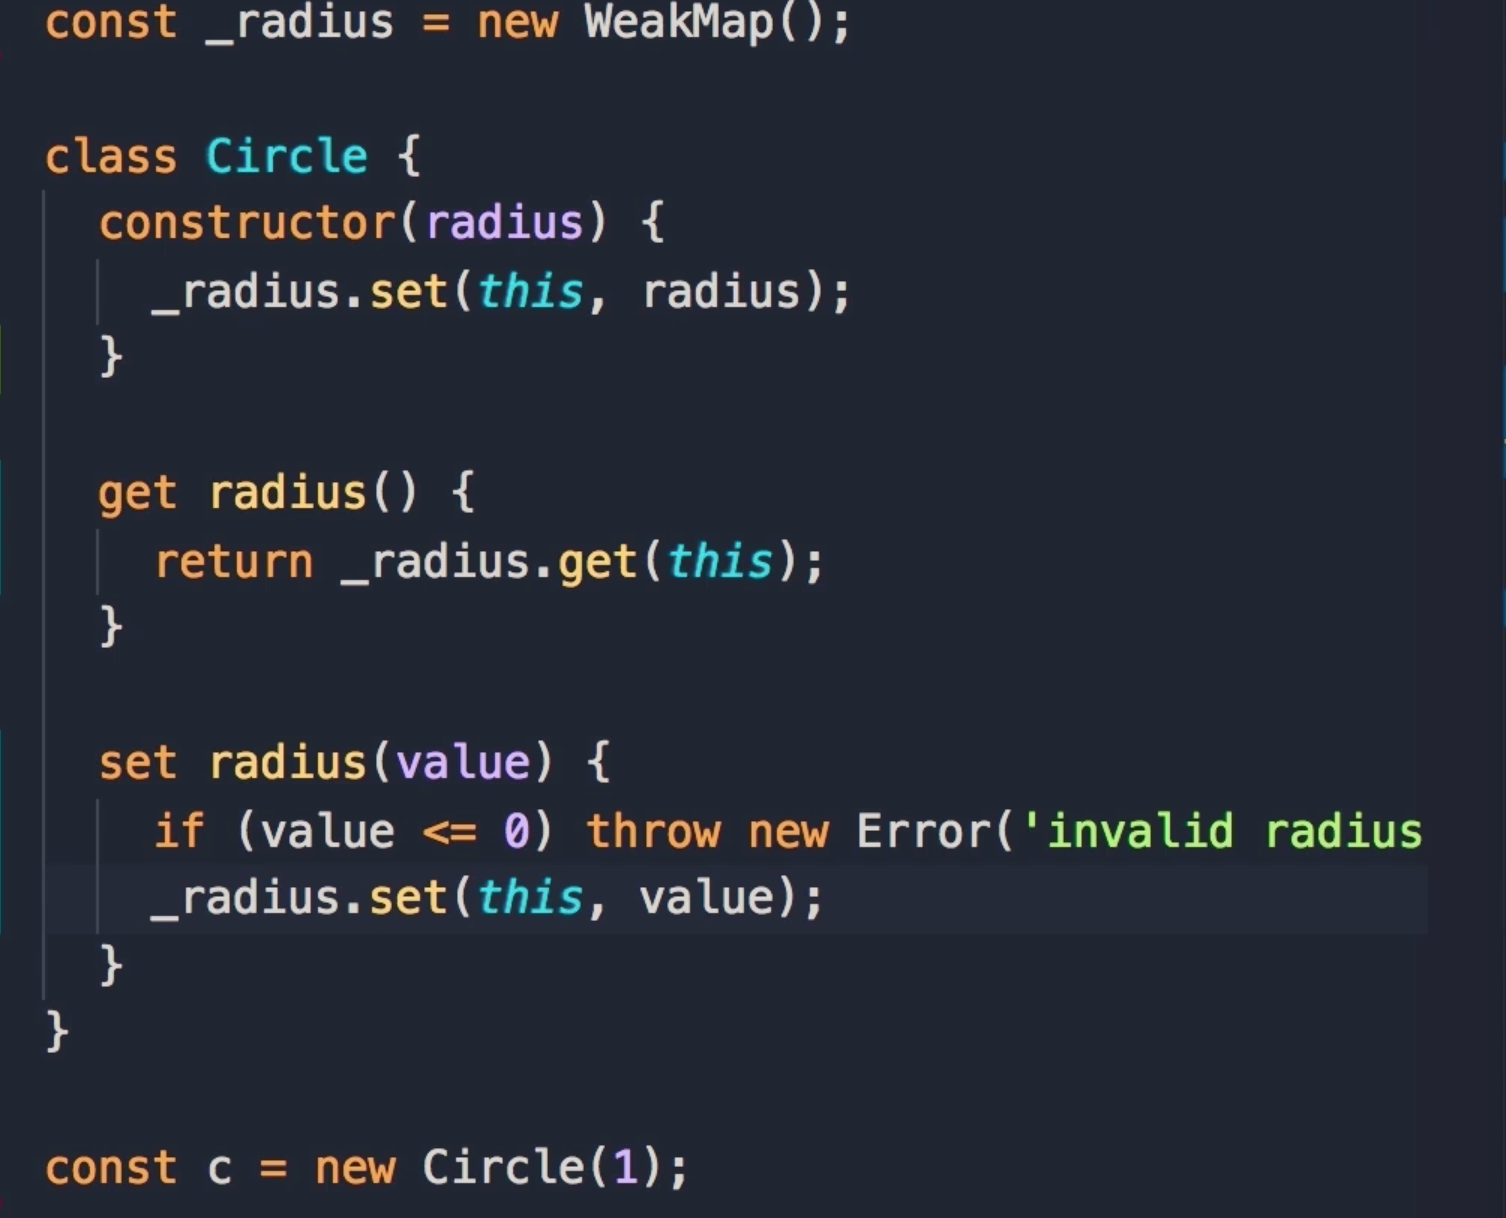 const _radius = new WeakMap();
class Circle {
constructor(radius) {
_radius.set(this, radius);
}
get radius() {
return _radius.get(this);
}
set radius(value) {
if (value <= 0) throw new Error('invalid radius
_radius.set(this, value);
}
}
const c = new Circle(1);